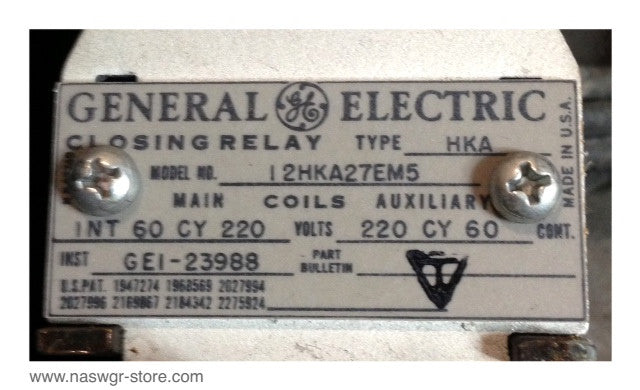 GENERAL GE ELECTRIC
CLOSING RELAY TYPE HKA
MODEL NO. 12HKA27EM5
MAIN COILS AUXILIARY
INT 60 CY 220 VOLTS 220 CY 60 CONT.
INST GEI-23988 PART BULLETIN
U.S.PAT. 1947274 1968569 2027994
2027996 2169867 2184342 2275924
MADE IN U.S.A.
www.naswgr-store.com